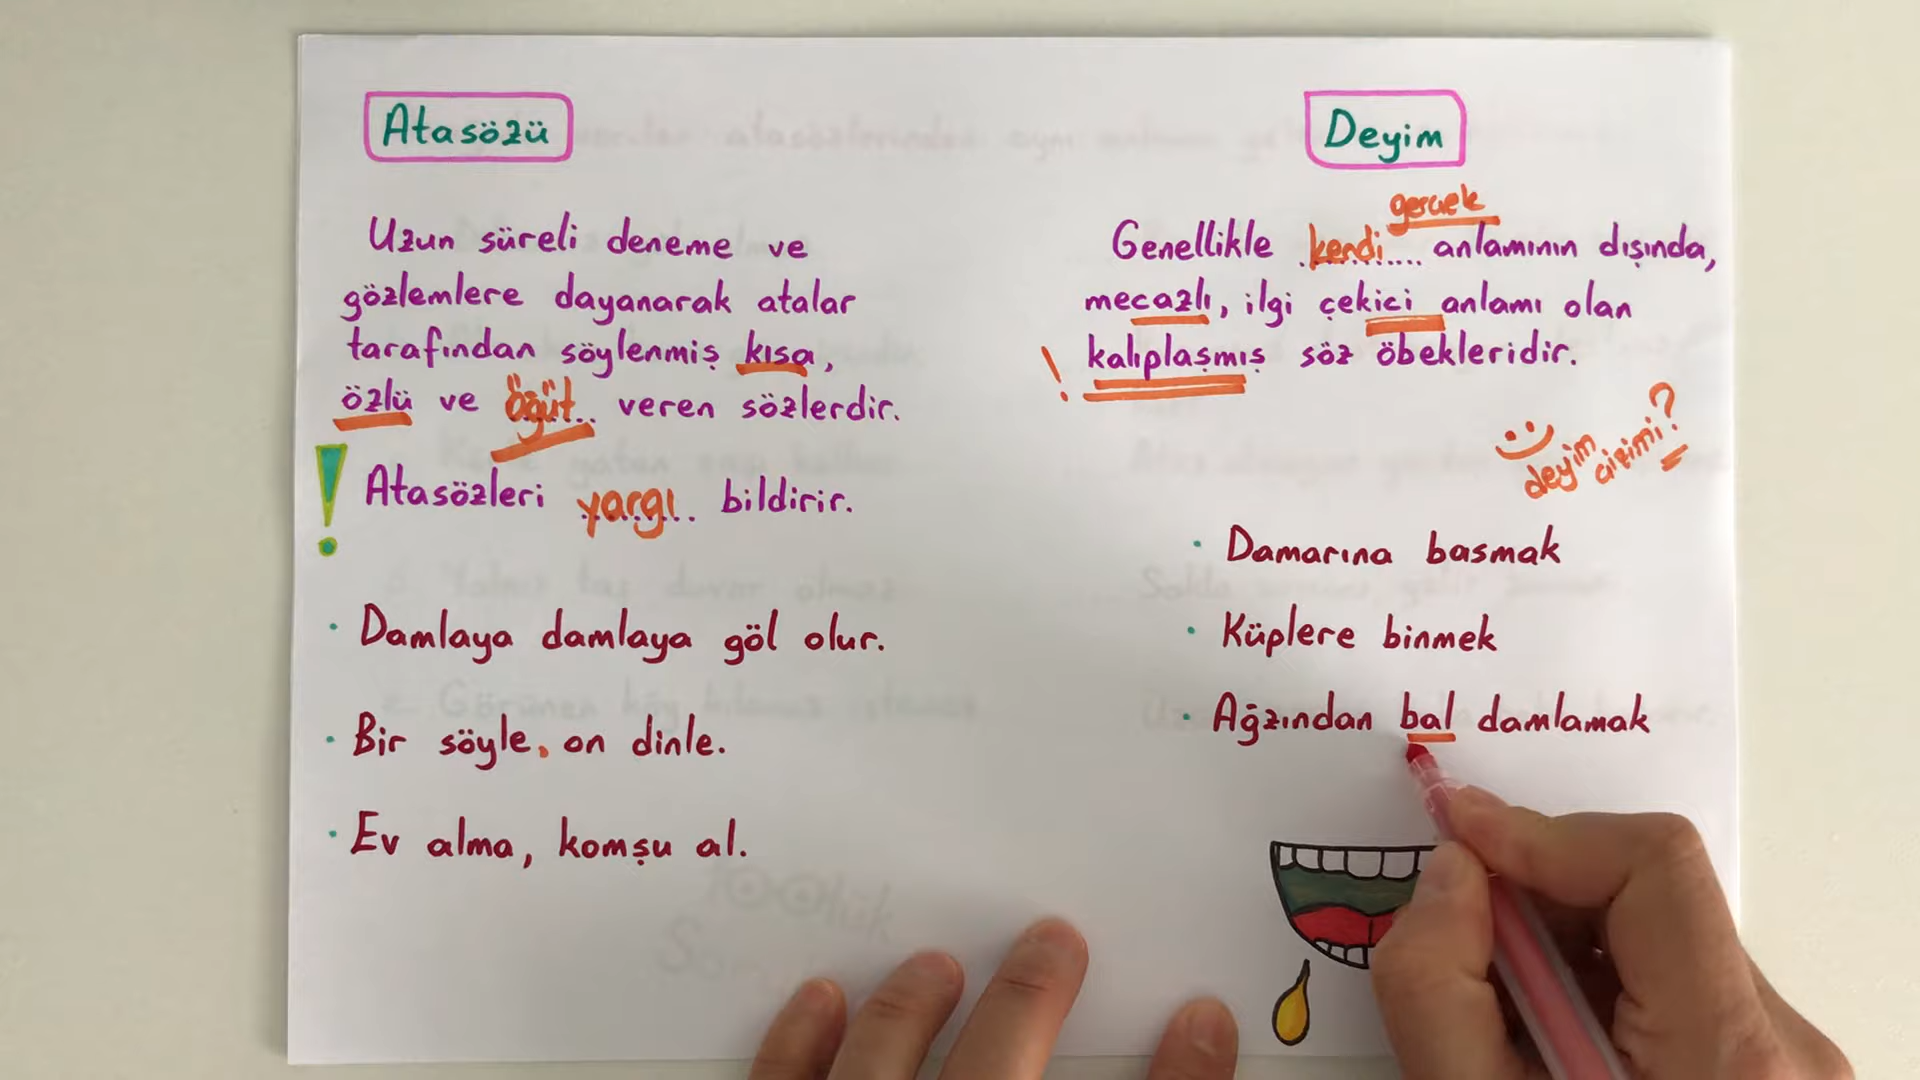 Atasözü
Uzun süreli deneme ve
gözlemlere dayanarak atalar
tarafından söylenmiş kısa,
özlü ve öğüt veren sözlerdir.
! Atasözleri yargı bildirir.
· Damlaya damlaya göl olur.
· Bir söyle, on dinle.
· Ev alma, komşu al.
Deyim
gerçek
Genellikle kendi anlamının dışında,
mecazlı, ilgi çekici anlamı olan
! kalıplaşmış söz öbekleridir.
deyim
çizimi?
· Damarına basmak
· Küplere binmek
· Ağzından bal damlamak